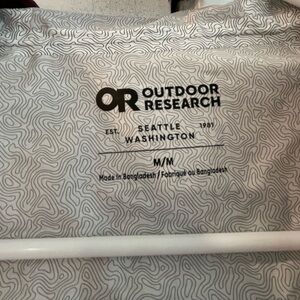 OR OUTDOOR
RESEARCH
EST. SEATTLE 1981
WASHINGTON
M/M
Made in Bangladesh / Fabriqué au Bangladesh